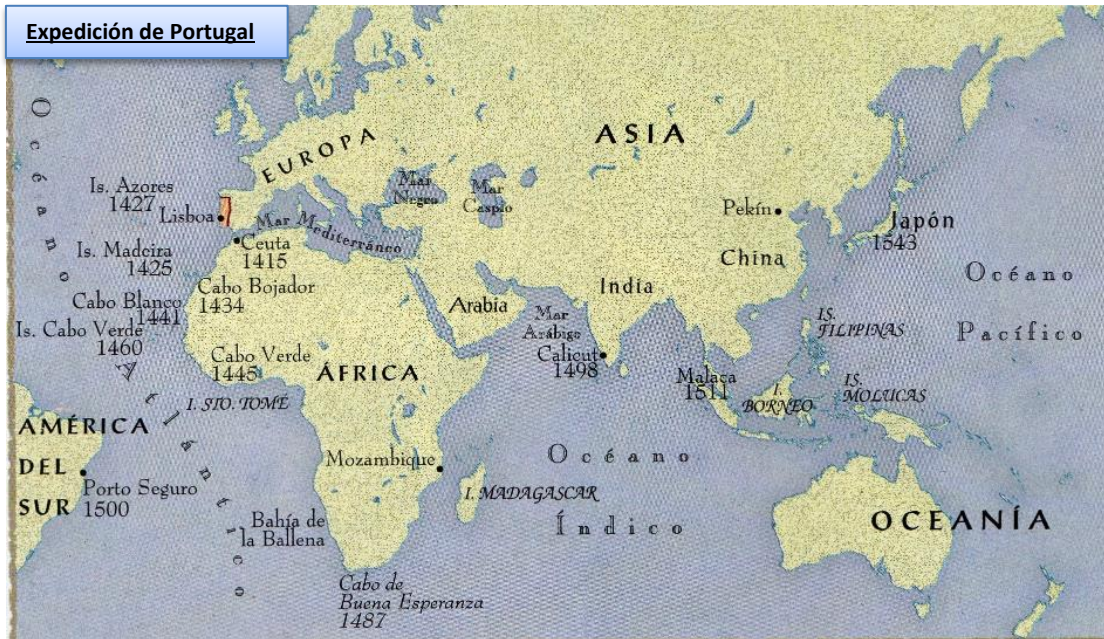 Expedición de Portugal
Océano Atlántico
EUROPA
ASIA
Is. Azores
1427
Lisboa
Mar
Negro
Mar
Caspio
Pekín
Japón
1543
Mar Mediterráneo
Ceuta
1415
Is. Madeira
1425
China
Océano
Pacífico
Cabo Bojador
1434
Cabo Blanco
1441
Arabia
India
Mar
Arábigo
IS.
FILIPINAS
Is. Cabo Verde
1460
Cabo Verde
1445
ÁFRICA
Calicut
1498
Malaca
1511
I.
BORNEO
IS.
MOLUCAS
I. STO. TOMÉ
AMÉRICA
DEL
SUR
Mozambique
Océano
Índico
Porto Seguro
1500
I. MADAGASCAR
Bahía de
la Ballena
OCEANÍA
Cabo de
Buena Esperanza
1487